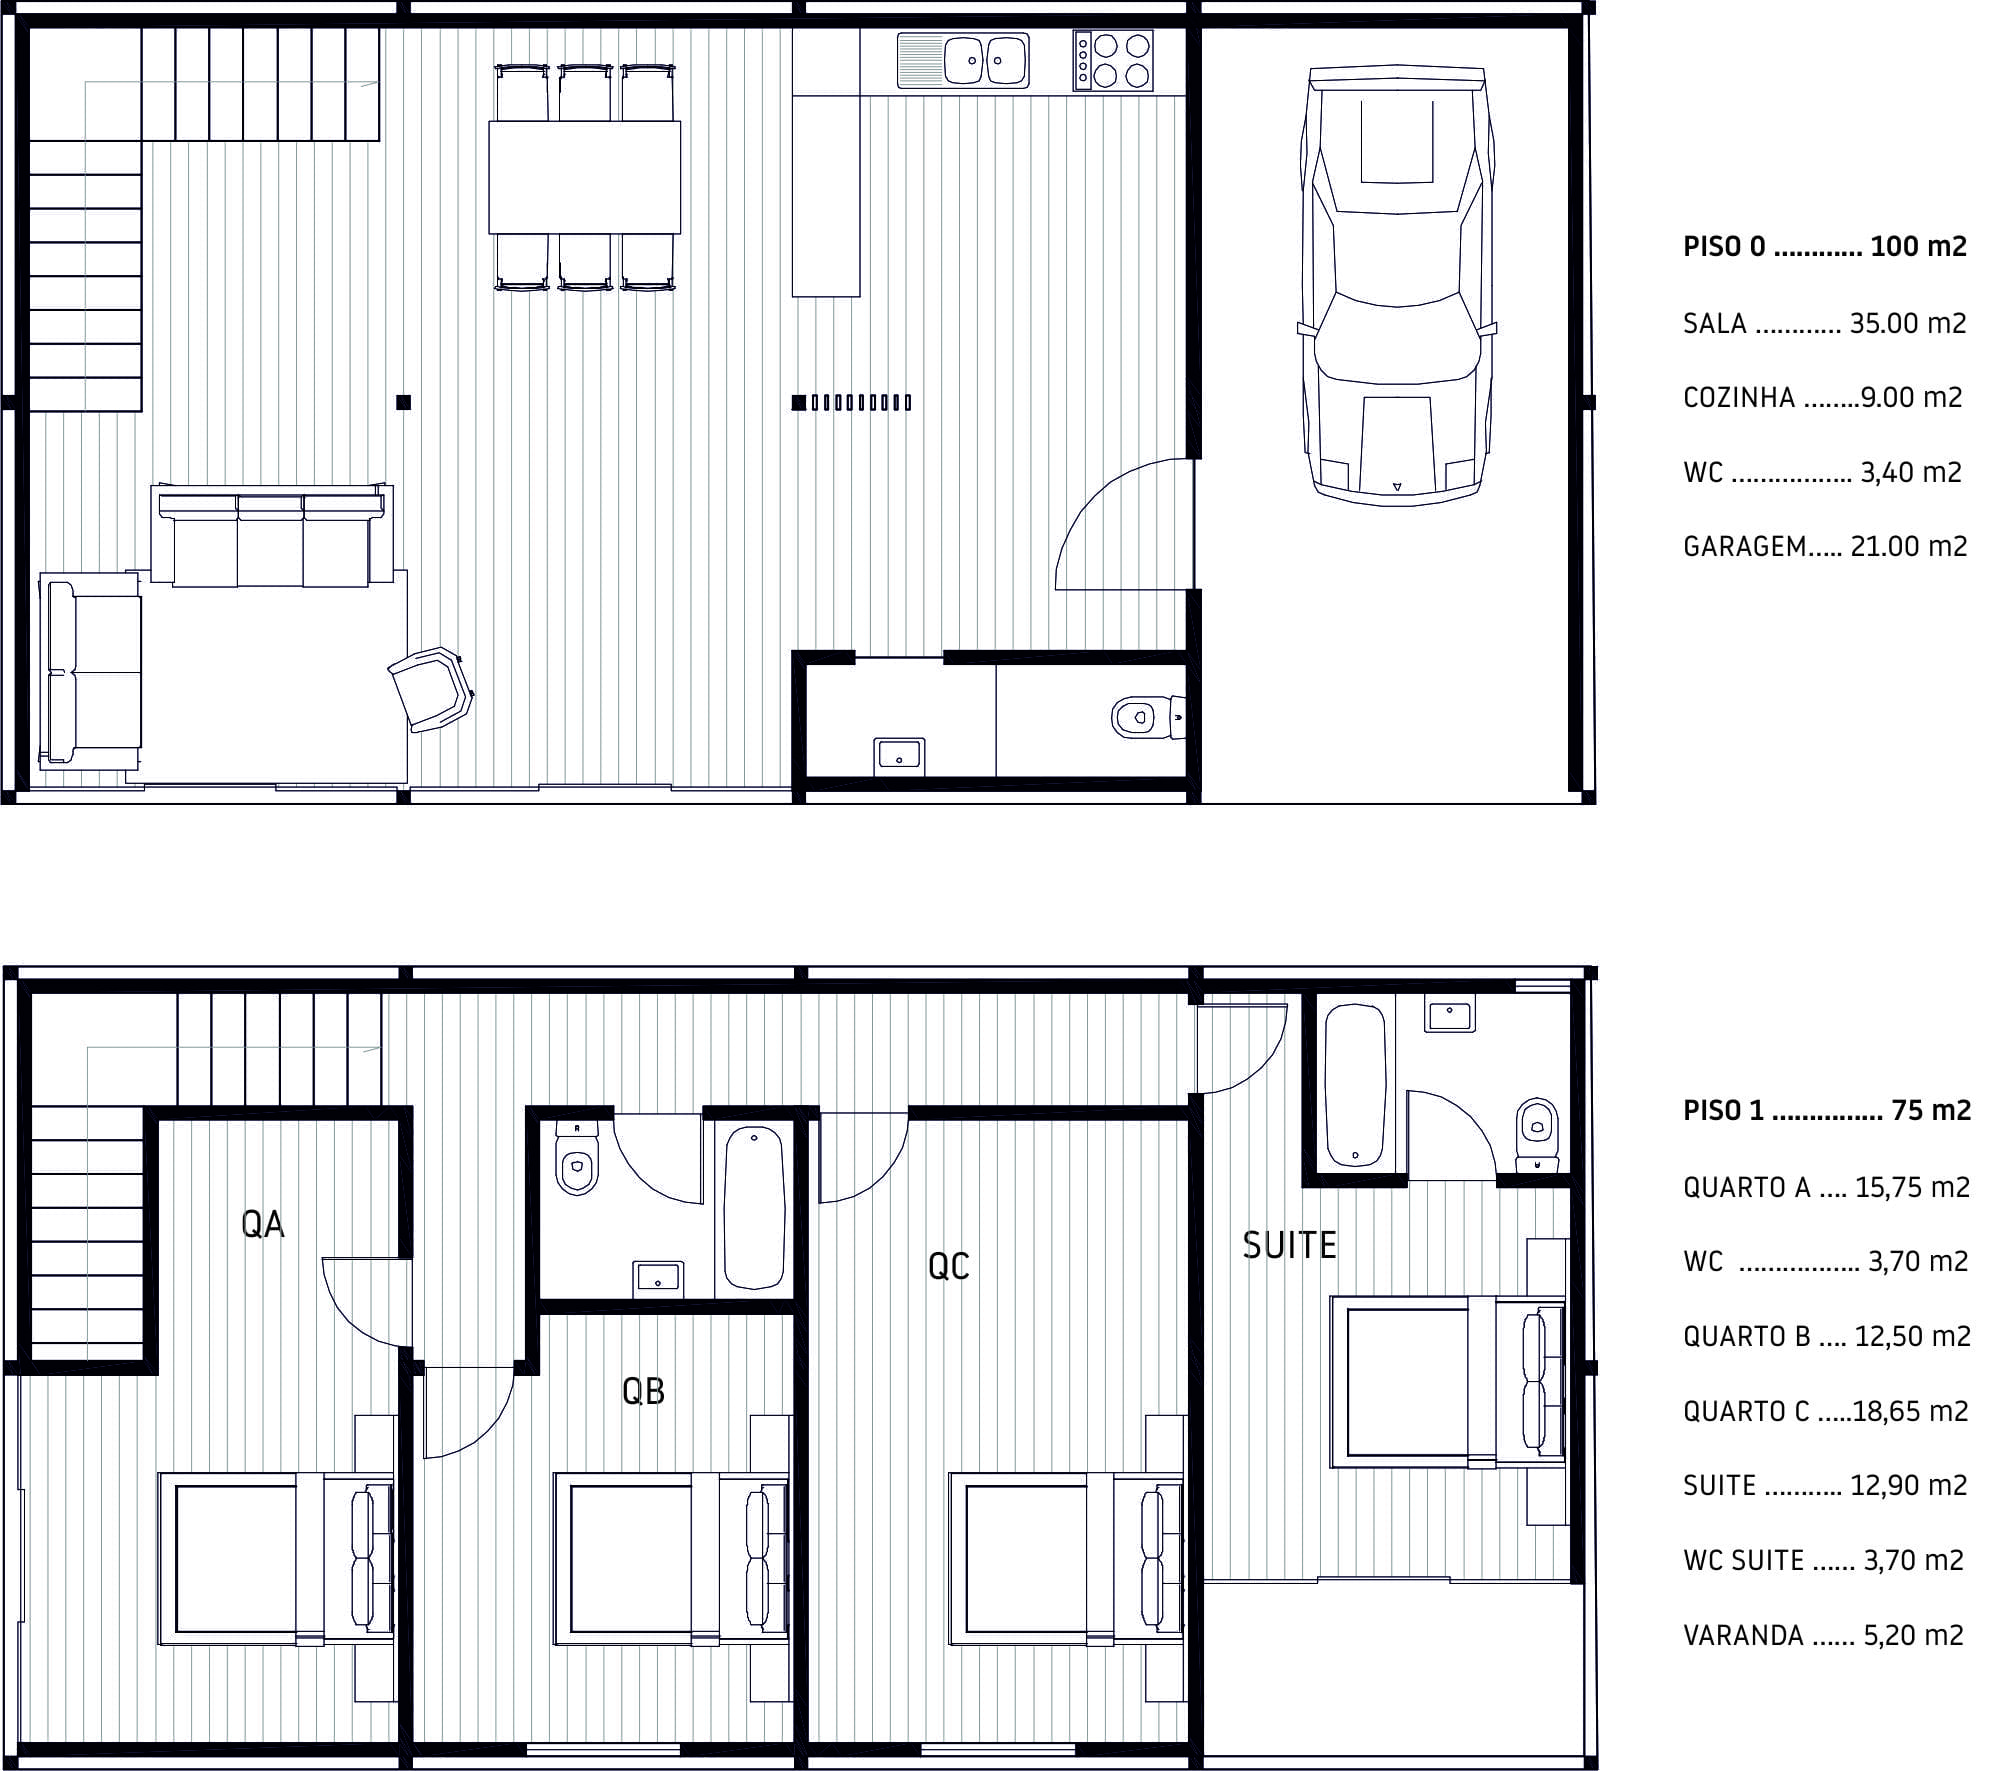 PISO 0 ............ 100 m2
SALA ............ 35.00 m2
COZINHA ........9.00 m2
WC ................. 3,40 m2
GARAGEM..... 21.00 m2
PISO 1 ............... 75 m2
QUARTO A .... 15,75 m2
QA
SUITE
QC
WC ................. 3,70 m2
QUARTO B .... 12,50 m2
QB
QUARTO C .....18,65 m2
SUITE ........... 12,90 m2
WC SUITE ...... 3,70 m2
VARANDA ...... 5,20 m2